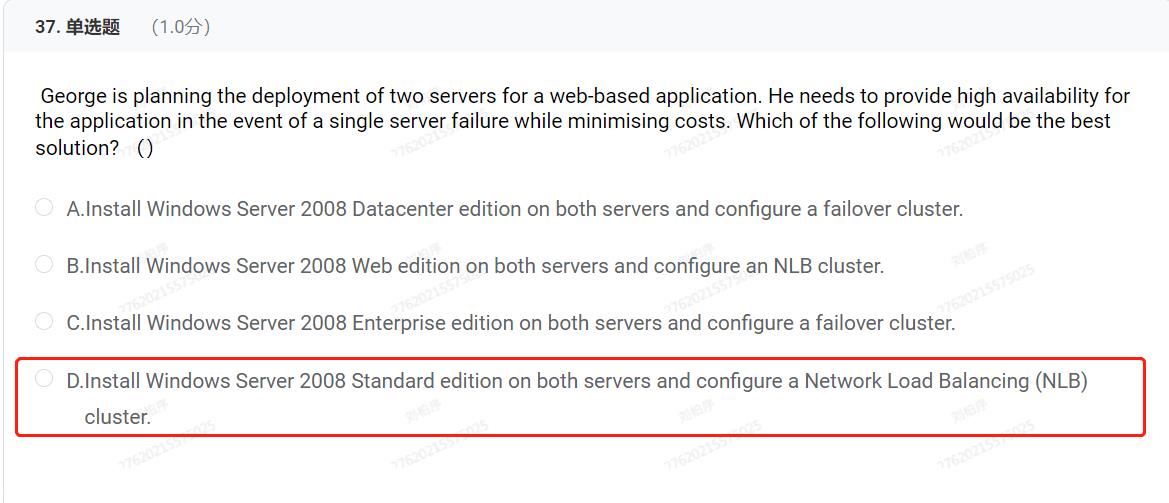 37. 单选题 （1.0分）
George is planning the deployment of two servers for a web-based application. He needs to provide high availability for
the application in the event of a single server failure while minimising costs. Which of the following would be the best
solution? （）
A.Install Windows Server 2008 Datacenter edition on both servers and configure a failover cluster.
B.Install Windows Server 2008 Web edition on both servers and configure an NLB cluster.
C.Install Windows Server 2008 Enterprise edition on both servers and configure a failover cluster.
D.Install Windows Server 2008 Standard edition on both servers and configure a Network Load Balancing (NLB)
cluster.